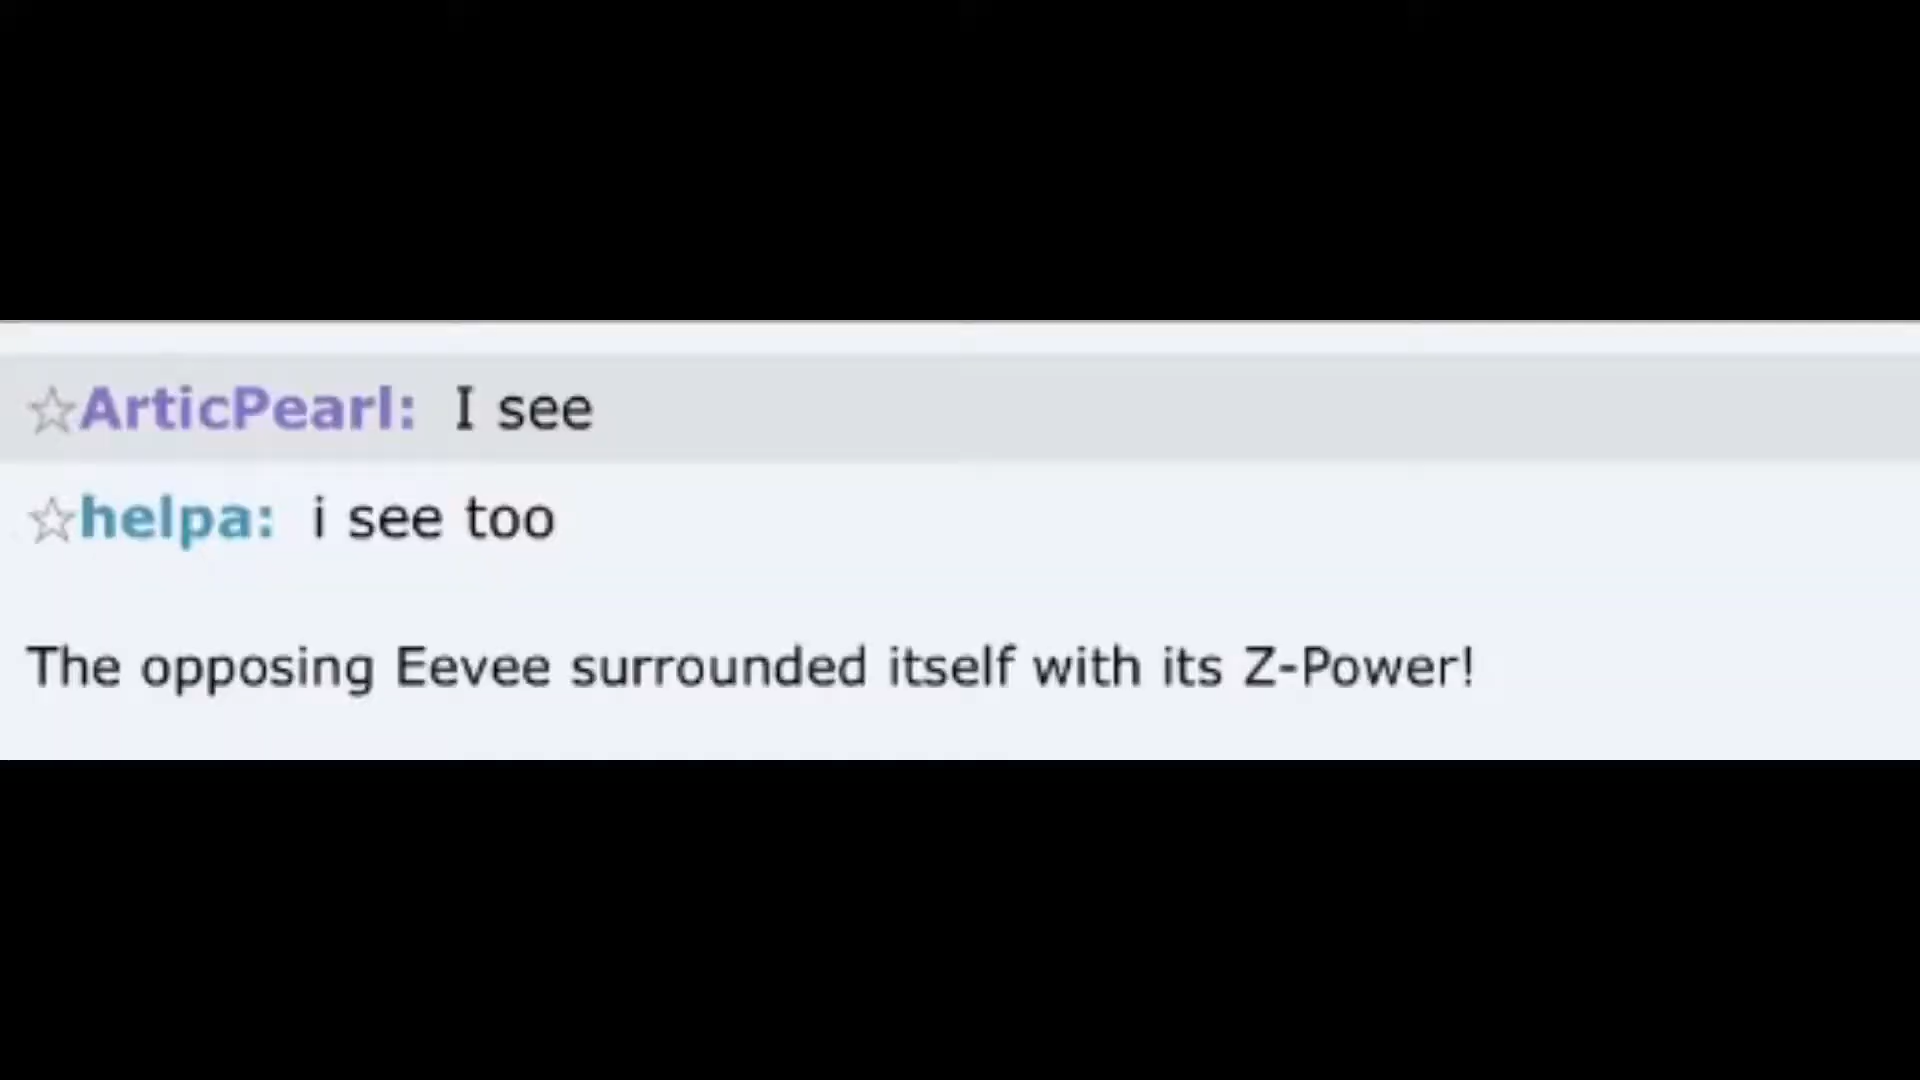 ☆ArticPearl: I see
☆helpa: i see too
The opposing Eevee surrounded itself with its Z-Power!